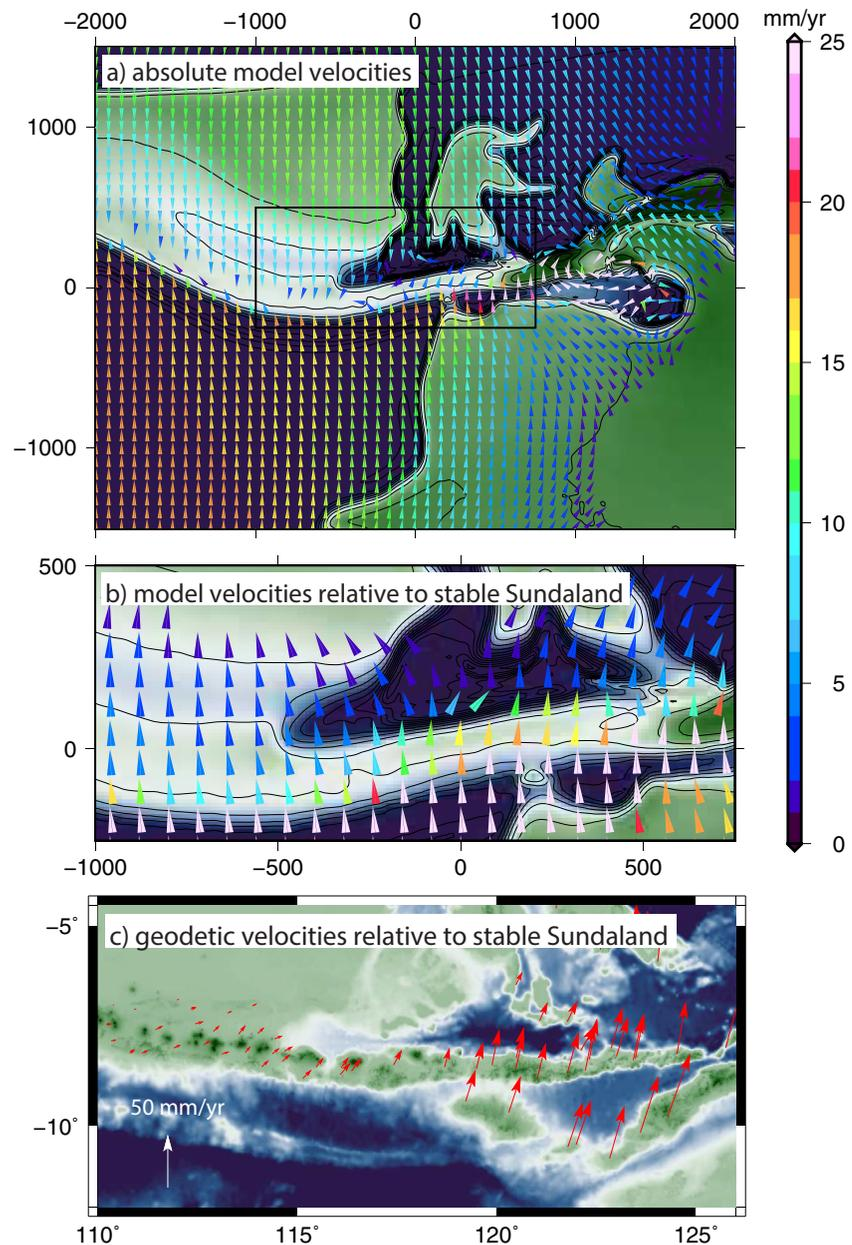 −2000 −1000 0 1000 2000 mm/yr
a) absolute model velocities
1000
0
−1000
25
20
15
10
5
0
b) model velocities relative to stable Sundaland
500
0
−1000 −500 0 500
c) geodetic velocities relative to stable Sundaland
−5°
−10°
50 mm/yr
110° 115° 120° 125°